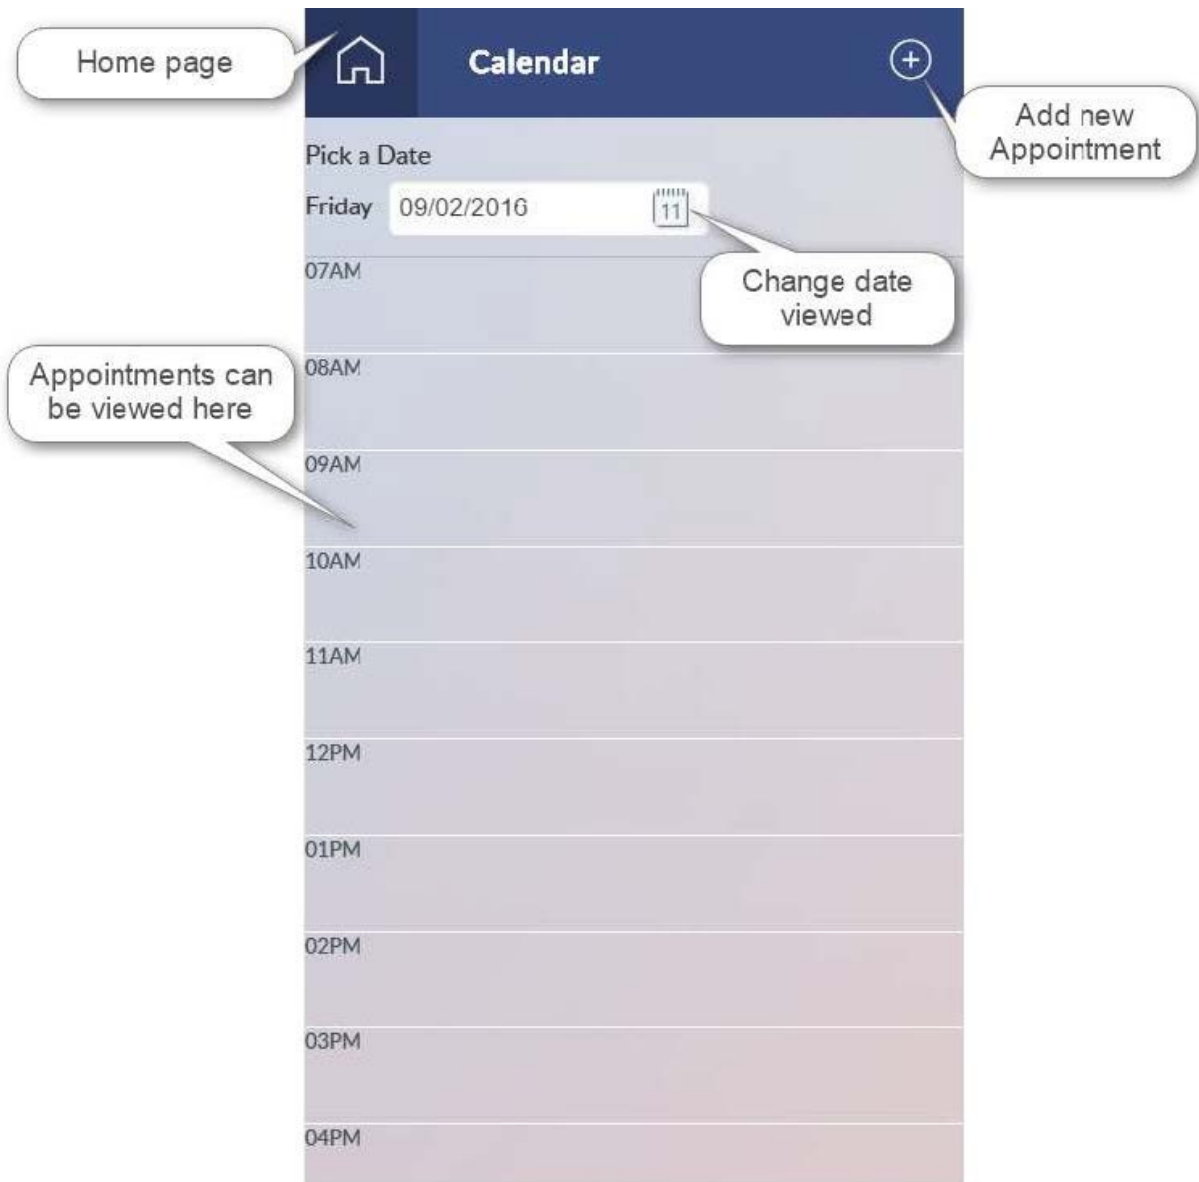 Home page
Calendar
Add new
Appointment
Pick a Date
Friday 09/02/2016 11
Change date
viewed
07AM
08AM
Appointments can
be viewed here
09AM
10AM
11AM
12PM
01PM
02PM
03PM
04PM